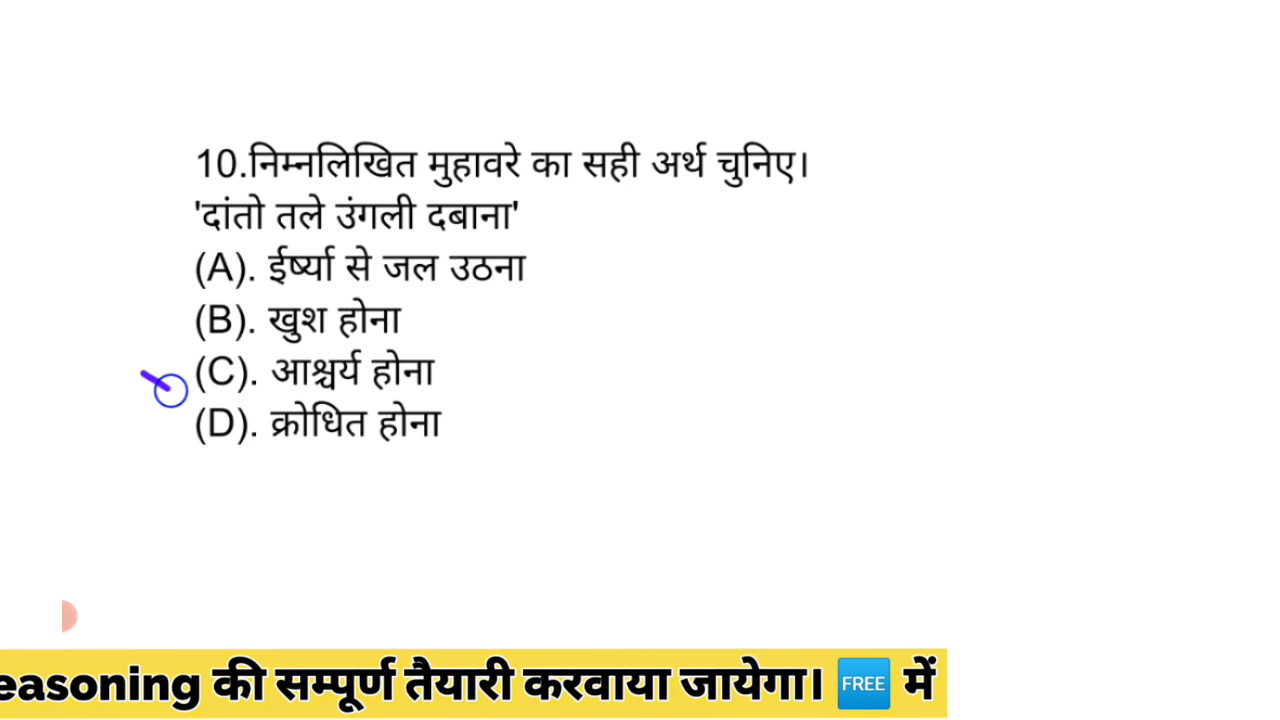 10.निम्नलिखित मुहावरे का सही अर्थ चुनिए।
'दांतो तले उंगली दबाना'
(A). ईर्ष्या से जल उठना
(B). खुश होना
(C). आश्चर्य होना
(D). क्रोधित होना
easoning की सम्पूर्ण तैयारी करवाया जायेगा। FREE में